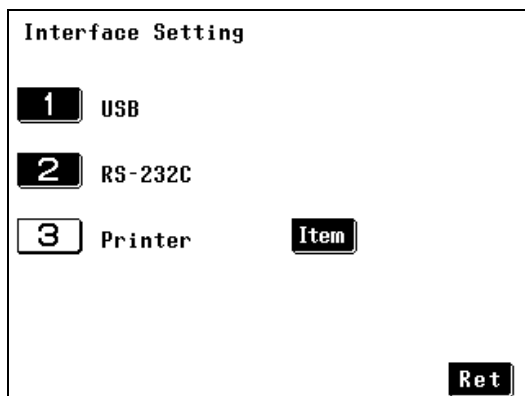 Interface Setting
1 USB
2 RS-232C
3 Printer Item
Ret